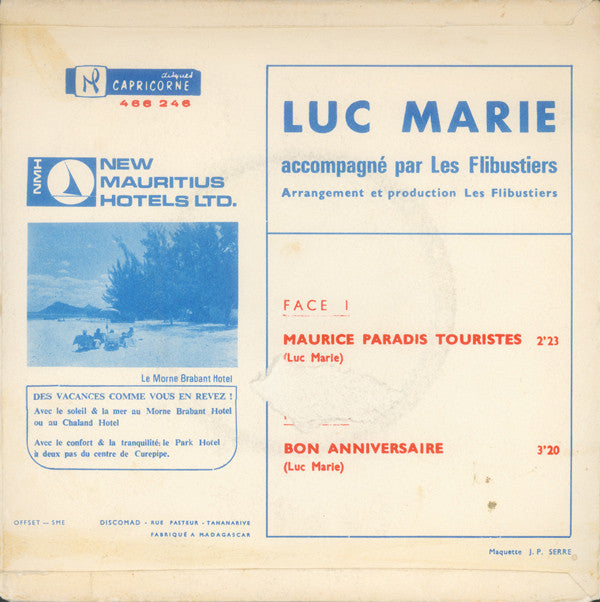 disques
CAPRICORNE
466 246
NMH
NEW
MAURITIUS
HOTELS LTD.
Le Morne Brabant Hotel
DES VACANCES COMME VOUS EN REVEZ !
Avec le soleil & la mer au Morne Brabant Hotel
ou au Chaland Hotel
Avec le confort & la tranquilité: le Park Hotel
à deux pas du centre de Curepipe.
OFFSET — SME
DISCOMAD - RUE PASTEUR - TANANARIVE
FABRIQUÉ A MADAGASCAR
LUC MARIE
accompagné par Les Flibustiers
Arrangement et production Les Flibustiers
FACE 1
MAURICE PARADIS TOURISTES 2'23
(Luc Marie)
BON ANNIVERSAIRE 3'20
(Luc Marie)
Maquette J. P. SERRE